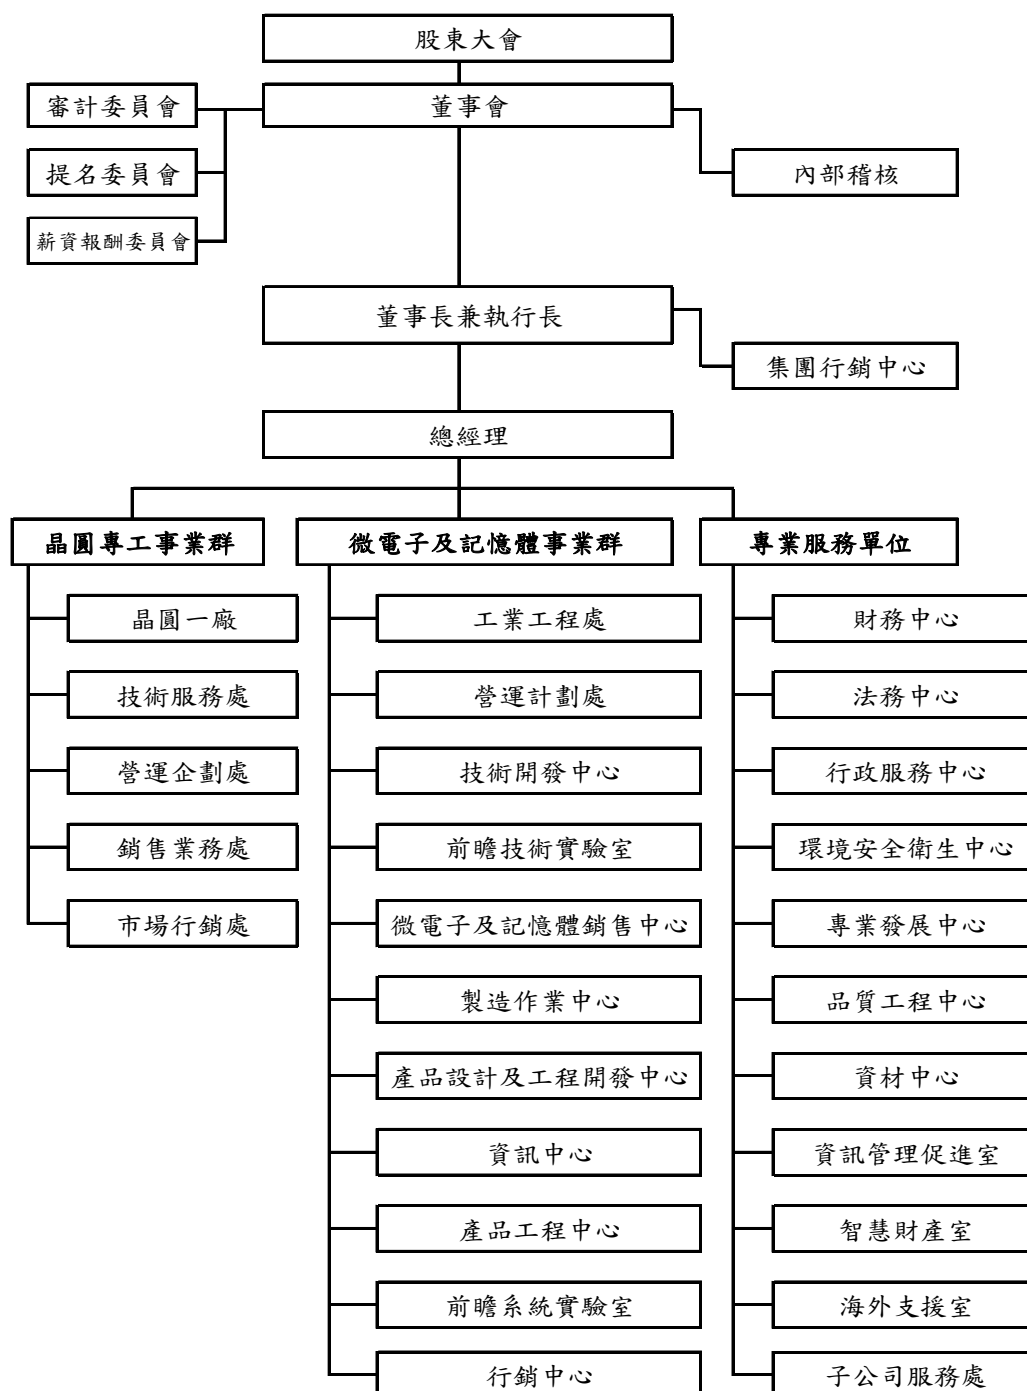 股東大會
審計委員會
董事會
提名委員會
內部稽核
薪資報酬委員會
董事長兼執行長
集團行銷中心
總經理
晶圓專工事業群
晶圓一廠
技術服務處
營運企劃處
銷售業務處
市場行銷處
微電子及記憶體事業群
工業工程處
營運計劃處
技術開發中心
前瞻技術實驗室
微電子及記憶體銷售中心
製造作業中心
產品設計及工程開發中心
資訊中心
產品工程中心
前瞻系統實驗室
行銷中心
專業服務單位
財務中心
法務中心
行政服務中心
環境安全衛生中心
專業發展中心
品質工程中心
資材中心
資訊管理促進室
智慧財產室
海外支援室
子公司服務處